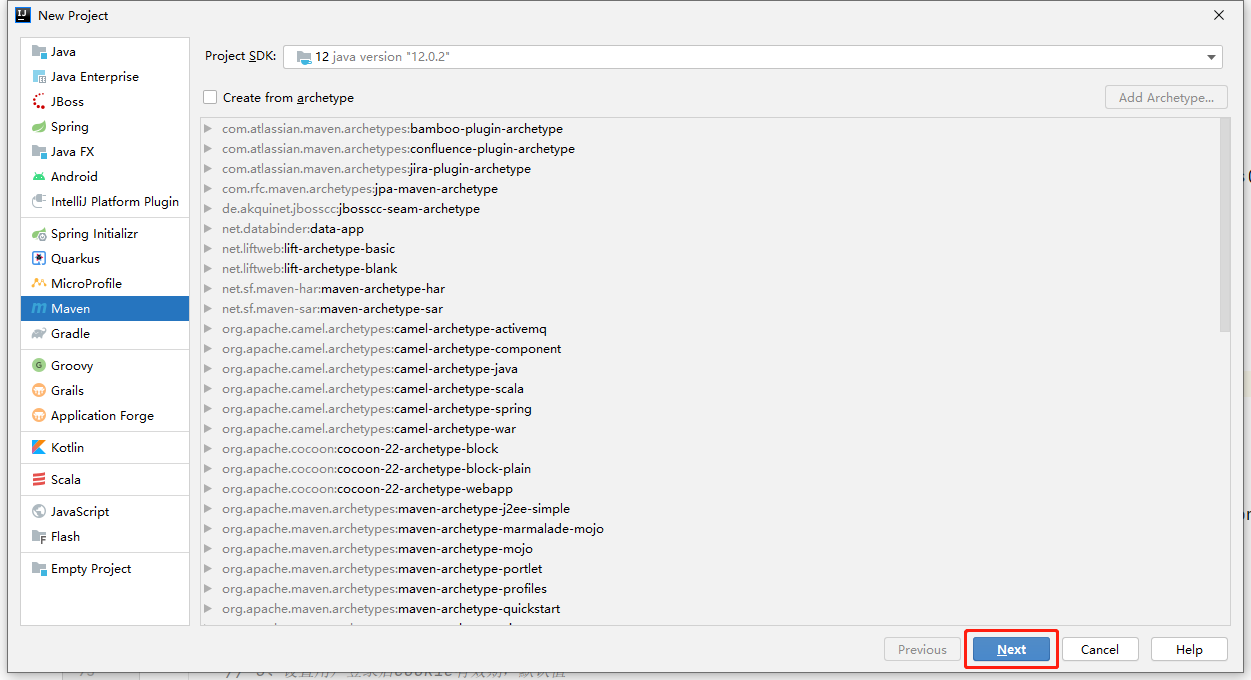 New Project
Java
Java Enterprise
JBoss
Spring
Java FX
Android
IntelliJ Platform Plugin
Spring Initializr
Quarkus
MicroProfile
Maven
Gradle
Groovy
Grails
Application Forge
Kotlin
Scala
JavaScript
Flash
Empty Project
Project SDK: 12 java version "12.0.2"
Create from archetype
Add Archetype...
com.atlassian.maven.archetypes:bamboo-plugin-archetype
com.atlassian.maven.archetypes:confluence-plugin-archetype
com.atlassian.maven.archetypes:jira-plugin-archetype
com.rfc.maven.archetypes:jpa-maven-archetype
de.akquinet.jbosscc:jbosscc-seam-archetype
net.databinder:data-app
net.liftweb:lift-archetype-basic
net.liftweb:lift-archetype-blank
net.sf.maven-har:maven-archetype-har
net.sf.maven-sar:maven-archetype-sar
org.apache.camel.archetypes:camel-archetype-activemq
org.apache.camel.archetypes:camel-archetype-component
org.apache.camel.archetypes:camel-archetype-java
org.apache.camel.archetypes:camel-archetype-scala
org.apache.camel.archetypes:camel-archetype-spring
org.apache.camel.archetypes:camel-archetype-war
org.apache.cocoon:cocoon-22-archetype-block
org.apache.cocoon:cocoon-22-archetype-block-plain
org.apache.cocoon:cocoon-22-archetype-webapp
org.apache.maven.archetypes:maven-archetype-j2ee-simple
org.apache.maven.archetypes:maven-archetype-marmalade-mojo
org.apache.maven.archetypes:maven-archetype-mojo
org.apache.maven.archetypes:maven-archetype-portlet
org.apache.maven.archetypes:maven-archetype-profiles
org.apache.maven.archetypes:maven-archetype-quickstart
Previous
Next
Cancel
Help